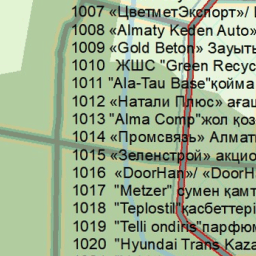 1007 «ЦветметЭкспорт»/
1008 «Almaty Keden Auto»
1009 «Gold Beton» Зауыты
1010 ЖШС "Green Recyc
1011 "Ala-Tau Base"қойма
1012 «Натали Плюс» ағаш
1013 "Alma Comp"жол қоз
1014 «Промсвязь» Алмат
1015 «Зеленстрой» акцио
1016 «DoorHan»/ «DoorH
1017 "Metzer" сумен қамт
1018 "Teplostil"қасбеттері
1019 "Telli ondiris"парфюм
1020 "Hyundai Trans Kaza